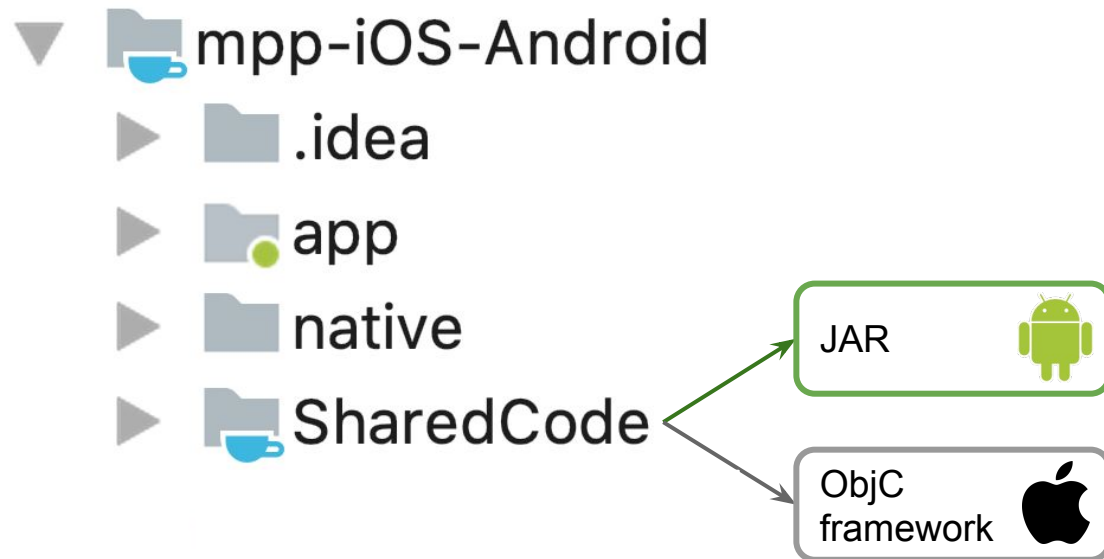 mpp-iOS-Android
.idea
app
native
SharedCode
JAR
ObjC
framework